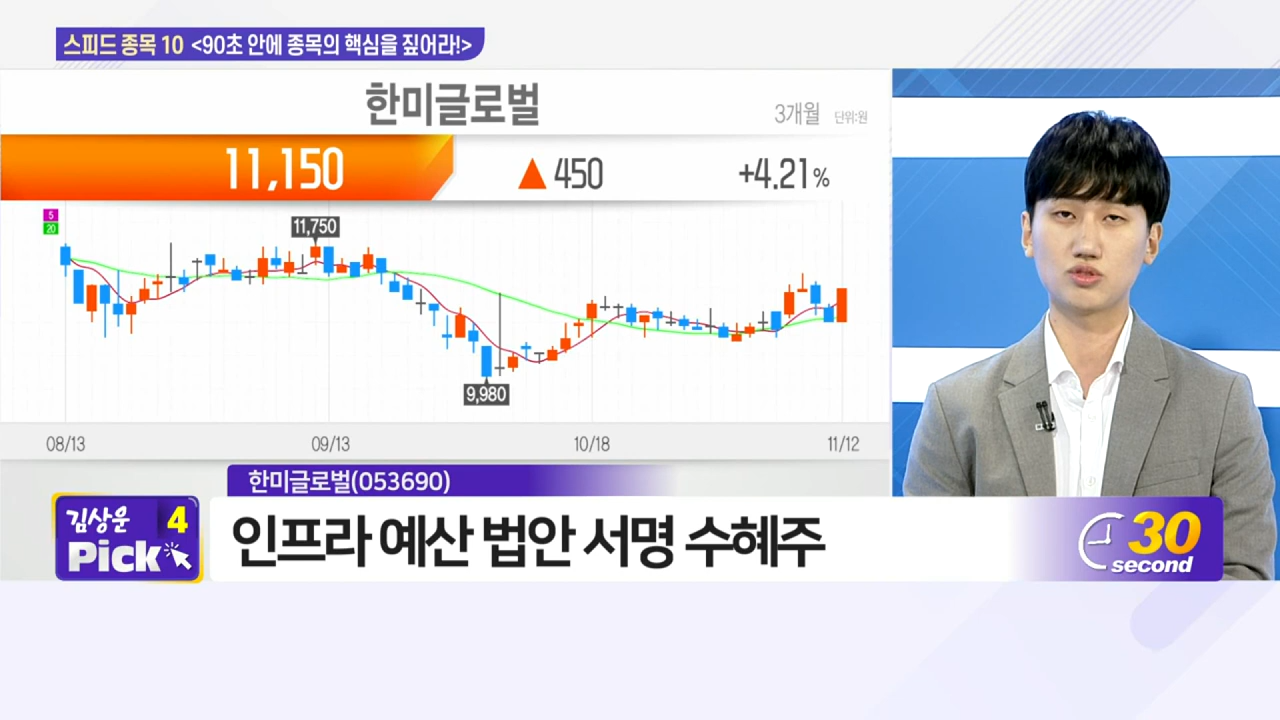 스피드 종목 10 <90초 안에 종목의 핵심을 짚어라!>
한미글로벌
3개월 단위:원
11,150 ▲ 450 +4.21%
5
20
11,750
9,980
08/13 09/13 10/18 11/12
한미글로벌(053690)
김상운 4
Pick
인프라 예산 법안 서명 수혜주
30
second